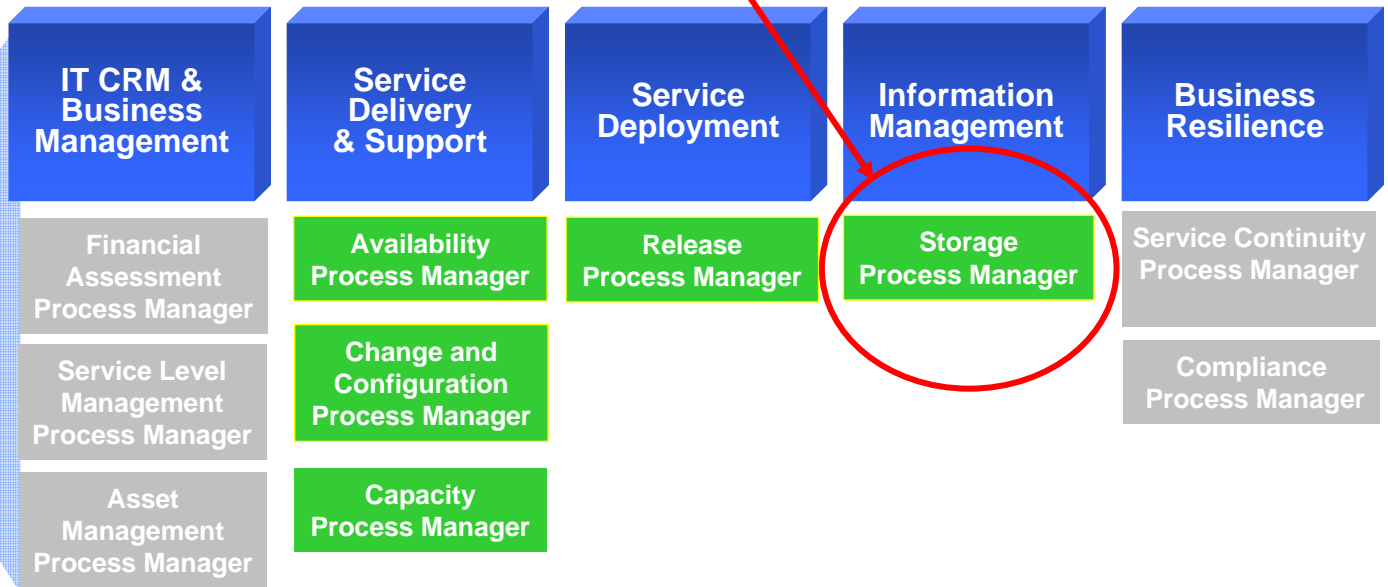 IT CRM &
Business
Management
Service
Delivery
& Support
Service
Deployment
Information
Management
Business
Resilience
Financial
Assessment
Process Manager
Service Level
Management
Process Manager
Asset
Management
Process Manager
Availability
Process Manager
Change and
Configuration
Process Manager
Capacity
Process Manager
Release
Process Manager
Storage
Process Manager
Service Continuity
Process Manager
Compliance
Process Manager